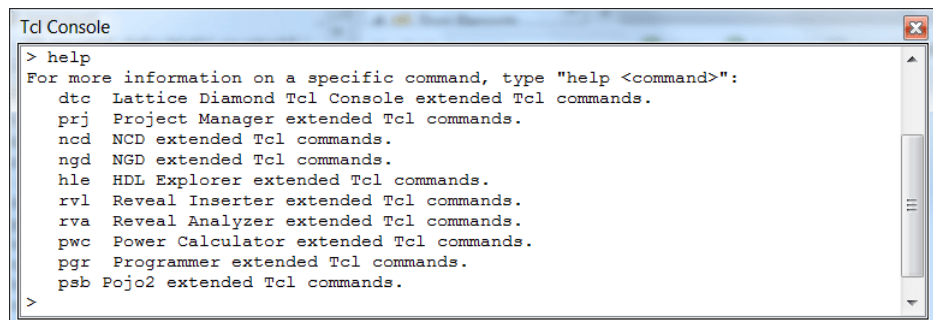 Tcl Console
> help
For more information on a specific command, type "help <command>":
dtc  Lattice Diamond Tcl Console extended Tcl commands.
prj  Project Manager extended Tcl commands.
ncd  NCD extended Tcl commands.
ngd  NGD extended Tcl commands.
hle  HDL Explorer extended Tcl commands.
rvl  Reveal Inserter extended Tcl commands.
rva  Reveal Analyzer extended Tcl commands.
pwc  Power Calculator extended Tcl commands.
pgr  Programmer extended Tcl commands.
psb Pojo2 extended Tcl commands.
>